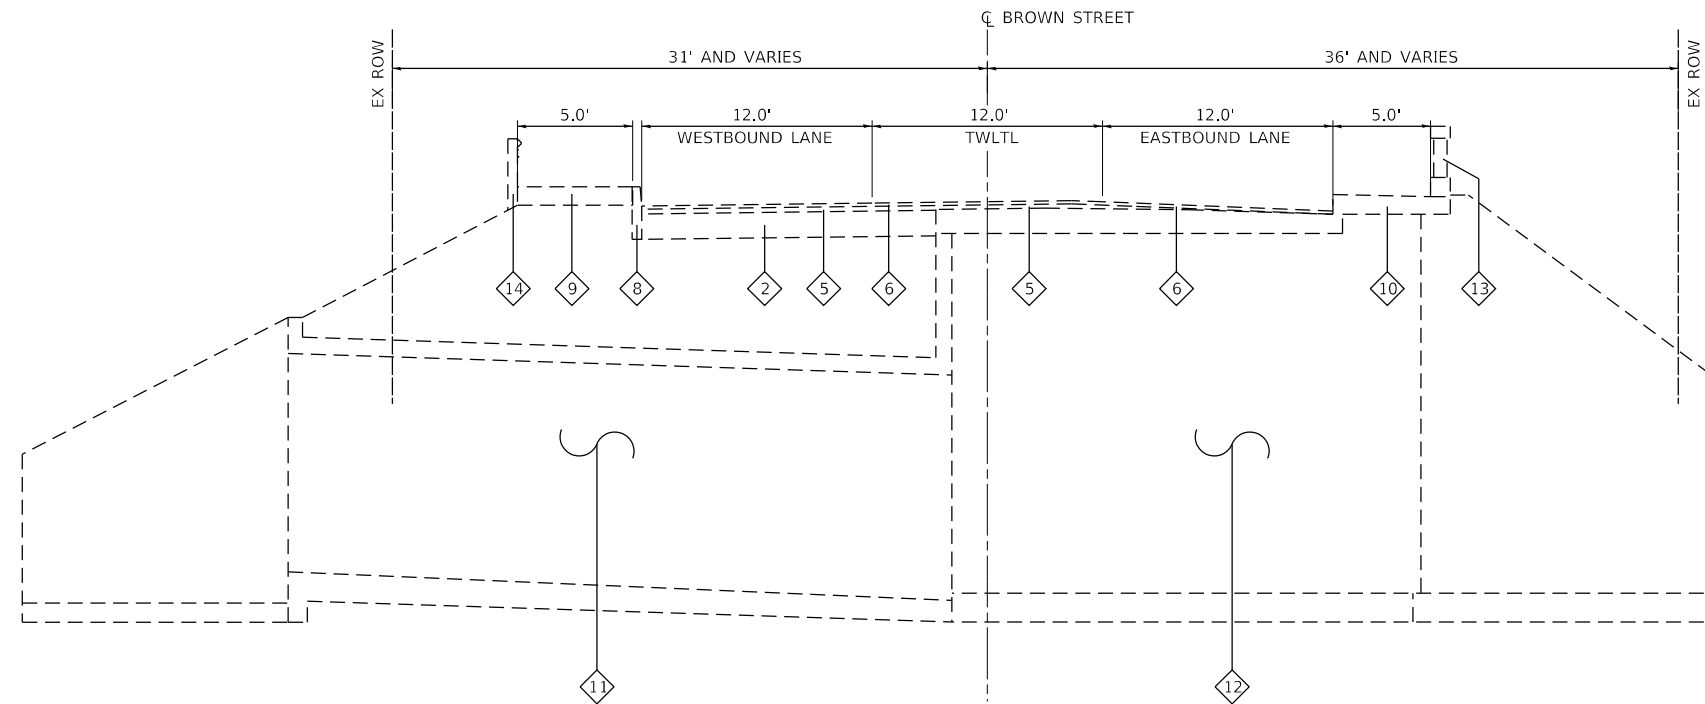 ℄ BROWN STREET
31' AND VARIES
36' AND VARIES
EX ROW
EX ROW
5.0'
12.0'
12.0'
12.0'
5.0'
WESTBOUND LANE
TWLTL
EASTBOUND LANE
14
9
8
2
5
6
5
6
10
13
11
12